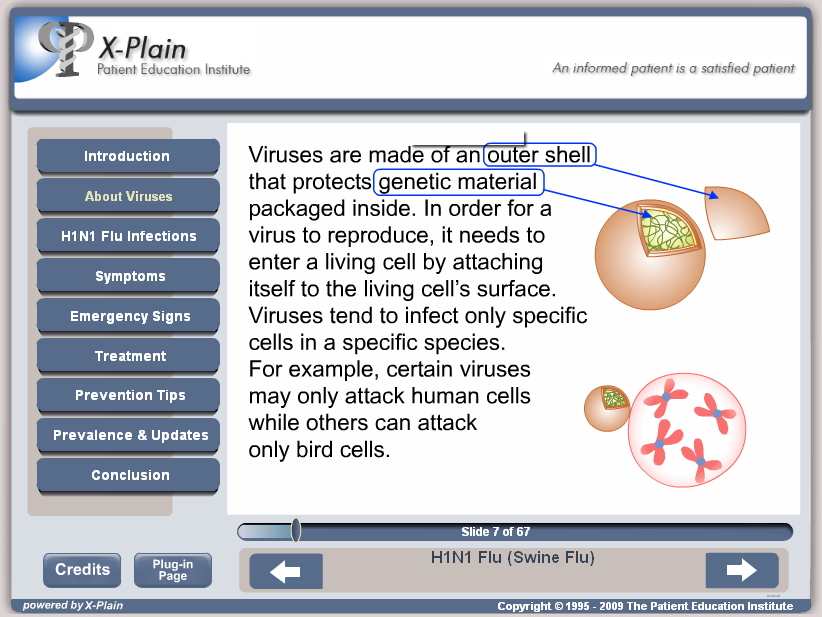 X-Plain
Patient Education Institute
An informed patient is a satisfied patient
Introduction
About Viruses
H1N1 Flu Infections
Symptoms
Emergency Signs
Treatment
Prevention Tips
Prevalence & Updates
Conclusion
Viruses are made of an outer shell
that protects genetic material
packaged inside. In order for a
virus to reproduce, it needs to
enter a living cell by attaching
itself to the living cell’s surface.
Viruses tend to infect only specific
cells in a specific species.
For example, certain viruses
may only attack human cells
while others can attack
only bird cells.
Slide 7 of 67
H1N1 Flu (Swine Flu)
Credits
Plug-in
Page
powered by X-Plain
Copyright © 1995 - 2009 The Patient Education Institute